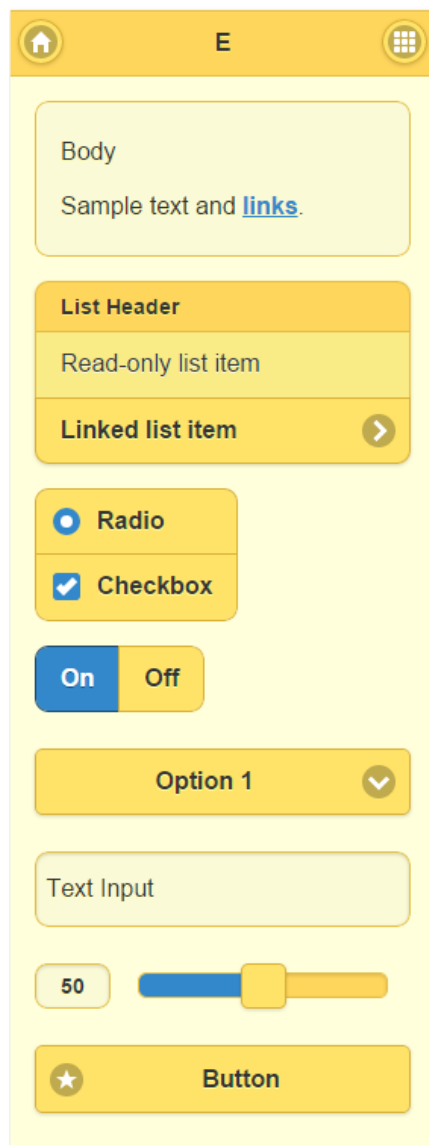 E
Body
Sample text and links.
List Header
Read-only list item
Linked list item
Radio
Checkbox
On Off
Option 1
Text Input
50
Button